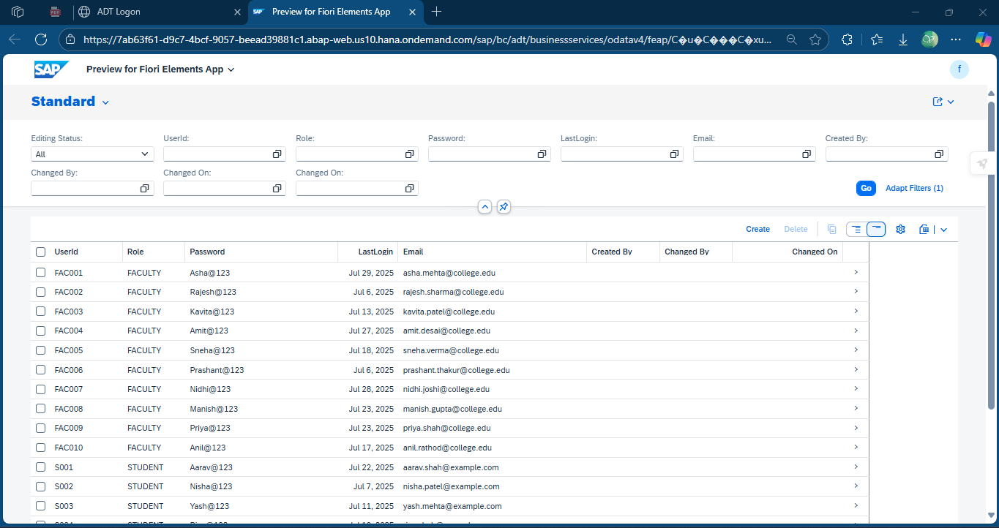 ADT Logon
Preview for Fiori Elements App
https://7ab63f61-d9c7-4bcf-9057-beead39881c1.abap-web.us10.hana.ondemand.com/sap/bc/adt/businessservices/odatav4/feap/C�u�C���C�xu...
SAP Preview for Fiori Elements App f
Standard
Editing Status: UserId: Role: Password: LastLogin: Email: Created By:
All
Changed By: Changed On: Changed On:
Go Adapt Filters (1)
Create Delete
UserId Role Password LastLogin Email Created By Changed By Changed On
FAC001 FACULTY Asha@123 Jul 29, 2025 asha.mehta@college.edu
FAC002 FACULTY Rajesh@123 Jul 6, 2025 rajesh.sharma@college.edu
FAC003 FACULTY Kavita@123 Jul 13, 2025 kavita.patel@college.edu
FAC004 FACULTY Amit@123 Jul 27, 2025 amit.desai@college.edu
FAC005 FACULTY Sneha@123 Jul 18, 2025 sneha.verma@college.edu
FAC006 FACULTY Prashant@123 Jul 6, 2025 prashant.thakur@college.edu
FAC007 FACULTY Nidhi@123 Jul 28, 2025 nidhi.joshi@college.edu
FAC008 FACULTY Manish@123 Jul 23, 2025 manish.gupta@college.edu
FAC009 FACULTY Priya@123 Jul 23, 2025 priya.shah@college.edu
FAC010 FACULTY Anil@123 Jul 17, 2025 anil.rathod@college.edu
S001 STUDENT Aarav@123 Jul 22, 2025 aarav.shah@example.com
S002 STUDENT Nisha@123 Jul 7, 2025 nisha.patel@example.com
S003 STUDENT Yash@123 Jul 11, 2025 yash.mehta@example.com